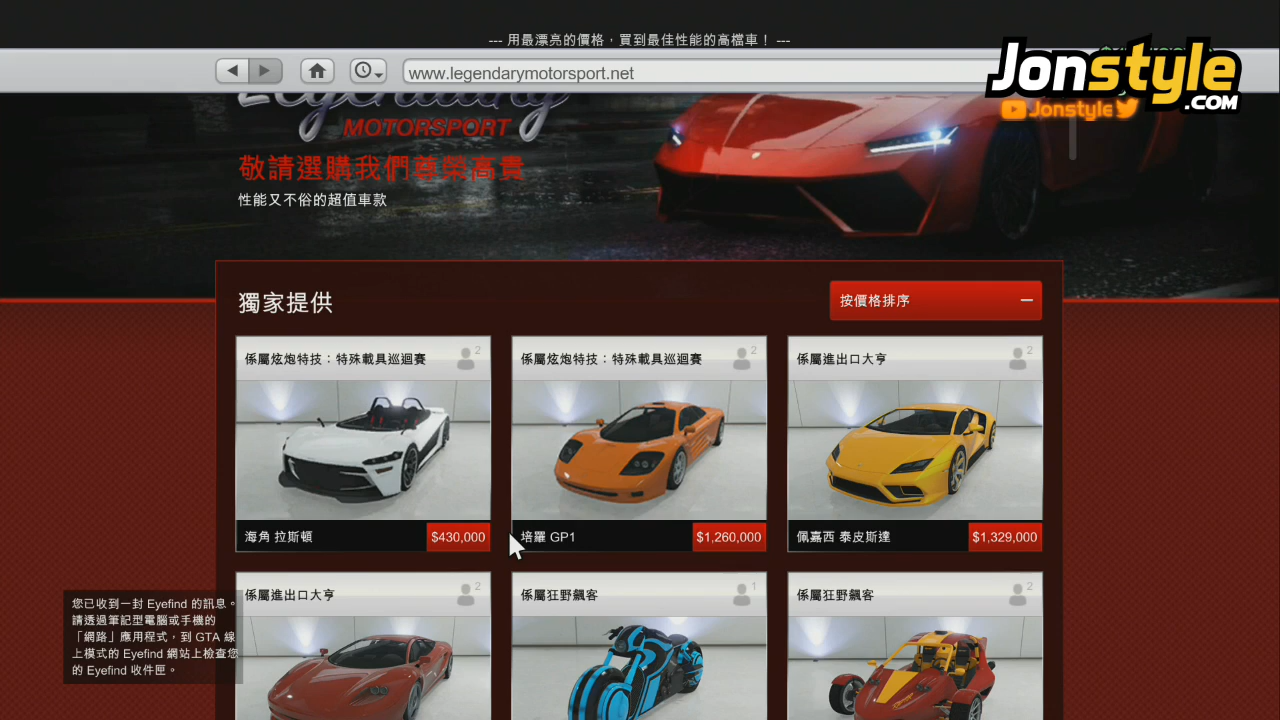 --- 用最漂亮的價格，買到最佳性能的高檔車！ ---
www.legendarymotorsport.net
Jonstyle
.COM
Jonstyle
Legendary
MOTORSPORT
敬請選購我們尊榮高貴
性能又不俗的超值車款
獨家提供
按價格排序
係屬炫炮特技：特殊載具巡迴賽
2
係屬炫炮特技：特殊載具巡迴賽
2
係屬進出口大亨
2
海角 拉斯頓
$430,000
培羅 GP1
$1,260,000
佩嘉西 泰皮斯達
$1,329,000
係屬進出口大亨
2
係屬狂野飆客
1
係屬狂野飆客
2
您已收到一封 Eyefind 的訊息。
請透過筆記型電腦或手機的
「網路」應用程式，到 GTA 線
上模式的 Eyefind 網站上檢查您
的 Eyefind 收件匣。